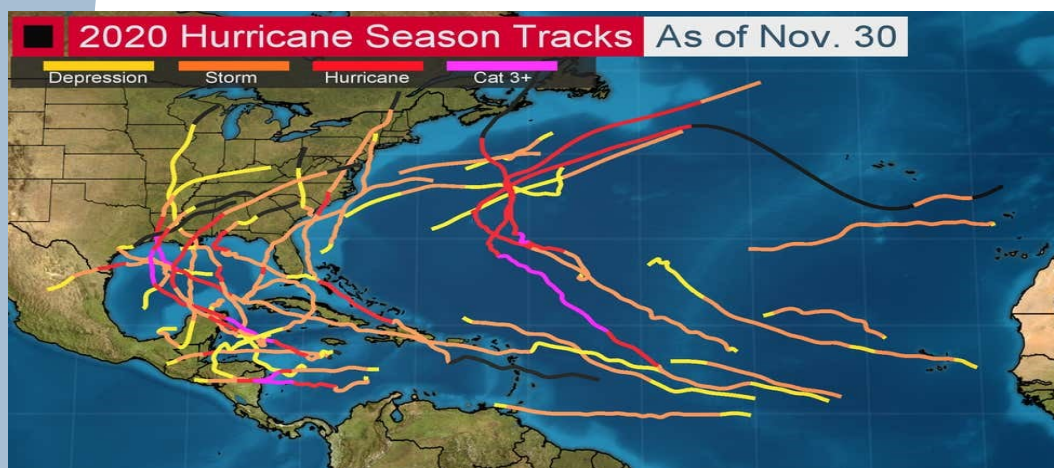 2020 Hurricane Season Tracks As of Nov. 30
Depression Storm Hurricane Cat 3+